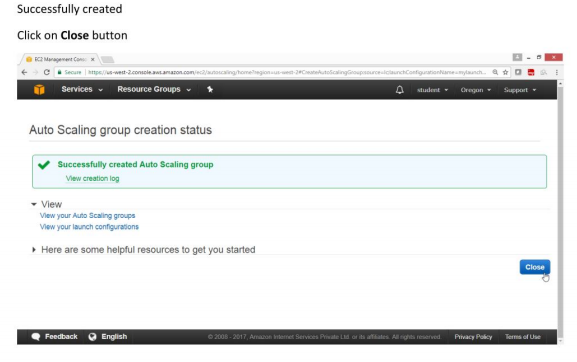 Successfully created
Click on Close button
EC2 Management Consol
Secure | https://us-west-2.console.aws.amazon.com/ec2/autoscaling/home?region=us-west-2#CreateAutoScalingGroup:source=lclaunchConfigurationName=mylaunch...
Services Resource Groups student Oregon Support
Auto Scaling group creation status
Successfully created Auto Scaling group
View creation log
View
View your Auto Scaling groups
View your launch configurations
Here are some helpful resources to get you started
Close
Feedback English © 2008 - 2017, Amazon Internet Services Private Ltd. or its affiliates. All rights reserved. Privacy Policy Terms of Use